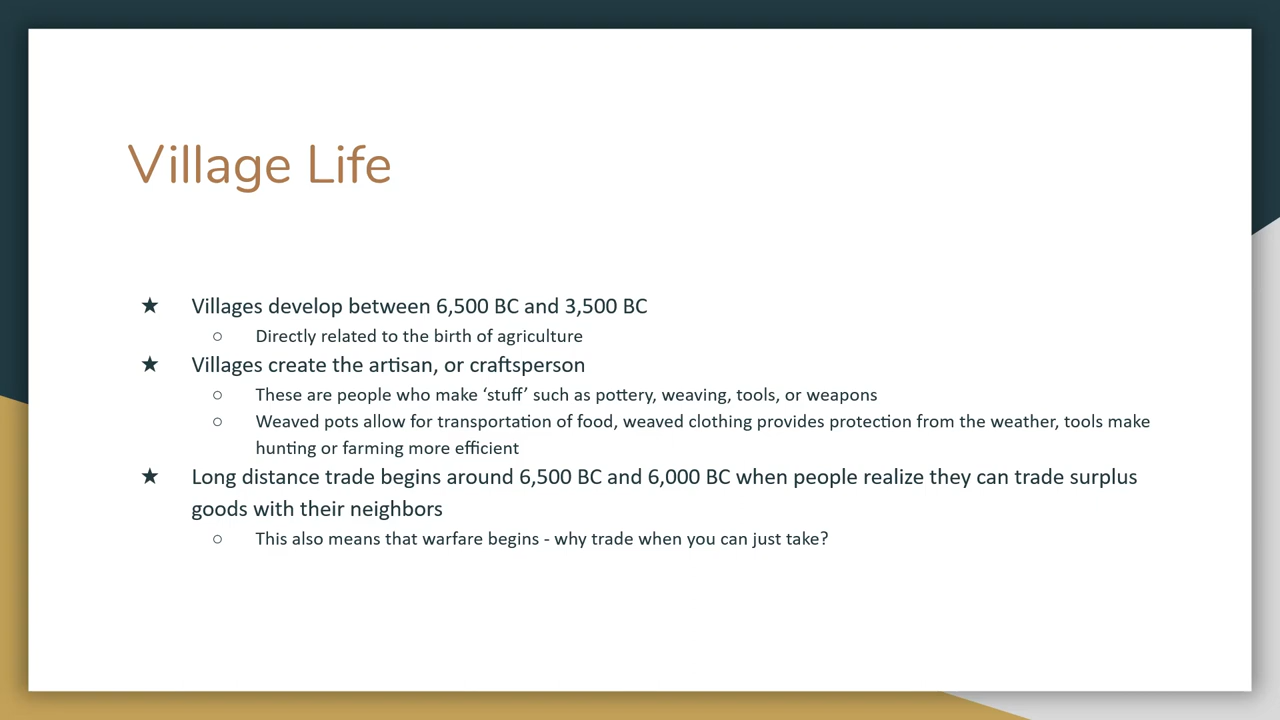 Village Life
★ Villages develop between 6,500 BC and 3,500 BC
○ Directly related to the birth of agriculture
★ Villages create the artisan, or craftsperson
○ These are people who make ‘stuff’ such as pottery, weaving, tools, or weapons
○ Weaved pots allow for transportation of food, weaved clothing provides protection from the weather, tools make
hunting or farming more efficient
★ Long distance trade begins around 6,500 BC and 6,000 BC when people realize they can trade surplus
goods with their neighbors
○ This also means that warfare begins - why trade when you can just take?